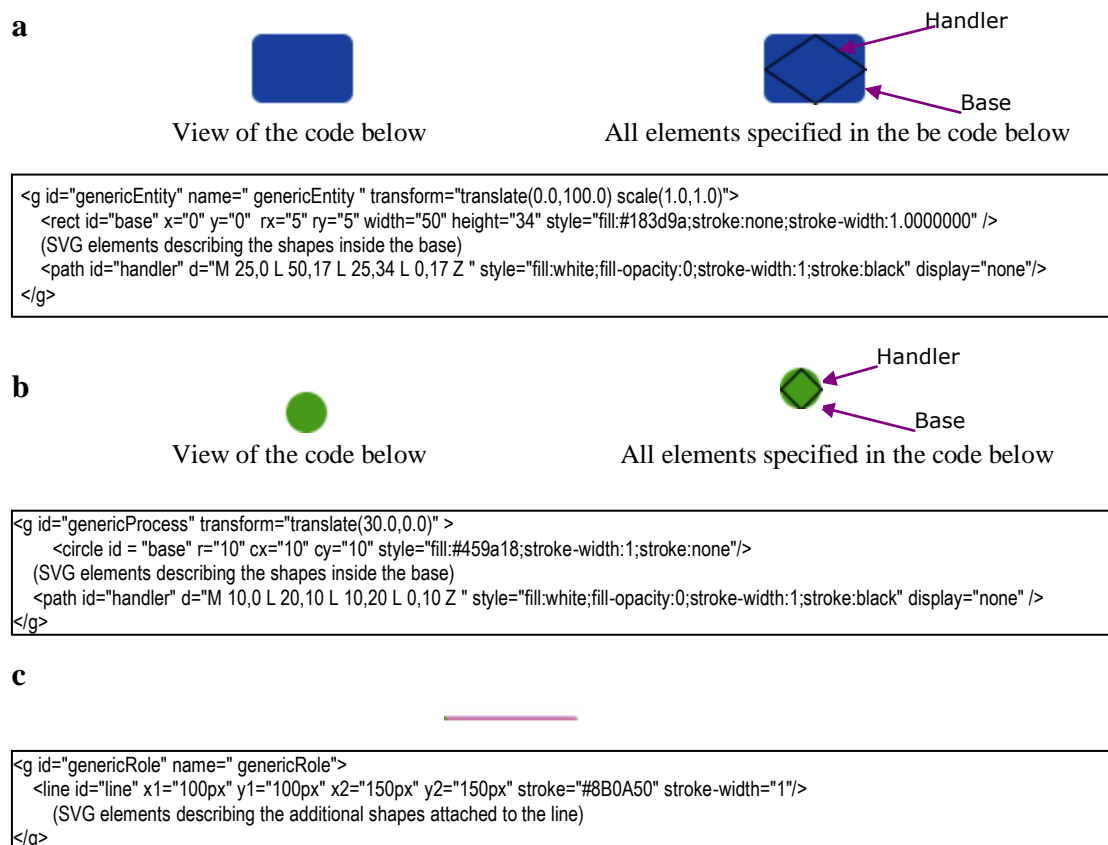 a
Handler
Base
View of the code below
All elements specified in the be code below
<g id="genericEntity" name=" genericEntity " transform="translate(0.0,100.0) scale(1.0,1.0)">
<rect id="base" x="0" y="0" rx="5" ry="5" width="50" height="34" style="fill:#183d9a;stroke:none;stroke-width:1.0000000" />
(SVG elements describing the shapes inside the base)
<path id="handler" d="M 25,0 L 50,17 L 25,34 L 0,17 Z " style="fill:white;fill-opacity:0;stroke-width:1;stroke:black" display="none"/>
</g>
b
Handler
Base
View of the code below
All elements specified in the code below
<g id="genericProcess" transform="translate(30.0,0.0)" >
<circle id = "base" r="10" cx="10" cy="10" style="fill:#459a18;stroke-width:1;stroke:none"/>
(SVG elements describing the shapes inside the base)
<path id="handler" d="M 10,0 L 20,10 L 10,20 L 0,10 Z " style="fill:white;fill-opacity:0;stroke-width:1;stroke:black" display="none" />
</g>
c
<g id="genericRole" name=" genericRole">
<line id="line" x1="100px" y1="100px" x2="150px" y2="150px" stroke="#8B0A50" stroke-width="1"/>
(SVG elements describing the additional shapes attached to the line)
</g>